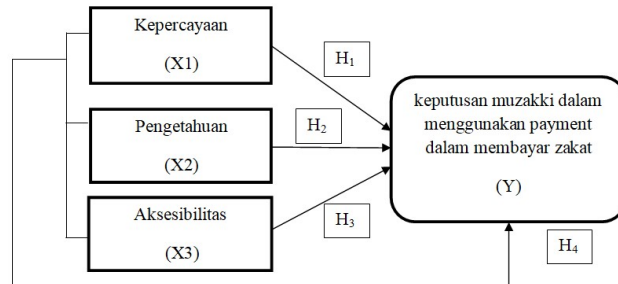 Kepercayaan
(X1)
H₁
Pengetahuan
(X2)
H₂
Aksesibilitas
(X3)
H₃
keputusan muzakki dalam
menggunakan payment
dalam membayar zakat
(Y)
H₄